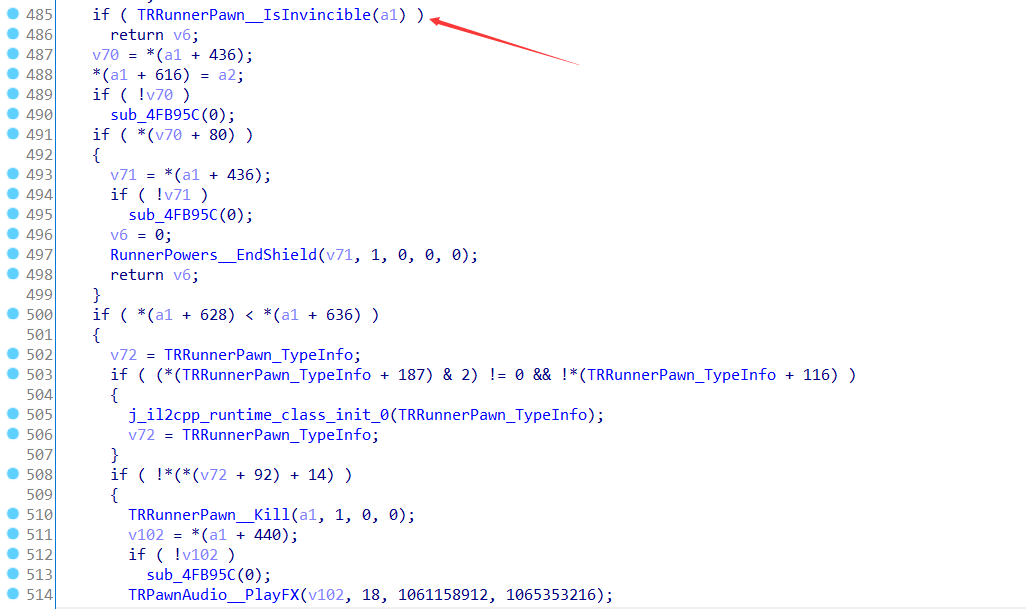 485 if ( TRRunnerPawn__IsInvincible(a1) )
486 return v6;
487 v70 = *(a1 + 436);
488 *(a1 + 616) = a2;
489 if ( !v70 )
490 sub_4FB95C(0);
491 if ( *(v70 + 80) )
492 {
493 v71 = *(a1 + 436);
494 if ( !v71 )
495 sub_4FB95C(0);
496 v6 = 0;
497 RunnerPowers__EndShield(v71, 1, 0, 0, 0);
498 return v6;
499 }
500 if ( *(a1 + 628) < *(a1 + 636) )
501 {
502 v72 = TRRunnerPawn_TypeInfo;
503 if ( (*(TRRunnerPawn_TypeInfo + 187) & 2) != 0 && !*(TRRunnerPawn_TypeInfo + 116) )
504 {
505 j_il2cpp_runtime_class_init_0(TRRunnerPawn_TypeInfo);
506 v72 = TRRunnerPawn_TypeInfo;
507 }
508 if ( !*(*(v72 + 92) + 14) )
509 {
510 TRRunnerPawn__Kill(a1, 1, 0, 0);
511 v102 = *(a1 + 440);
512 if ( !v102 )
513 sub_4FB95C(0);
514 TRPawnAudio__PlayFX(v102, 18, 1061158912, 1065353216);